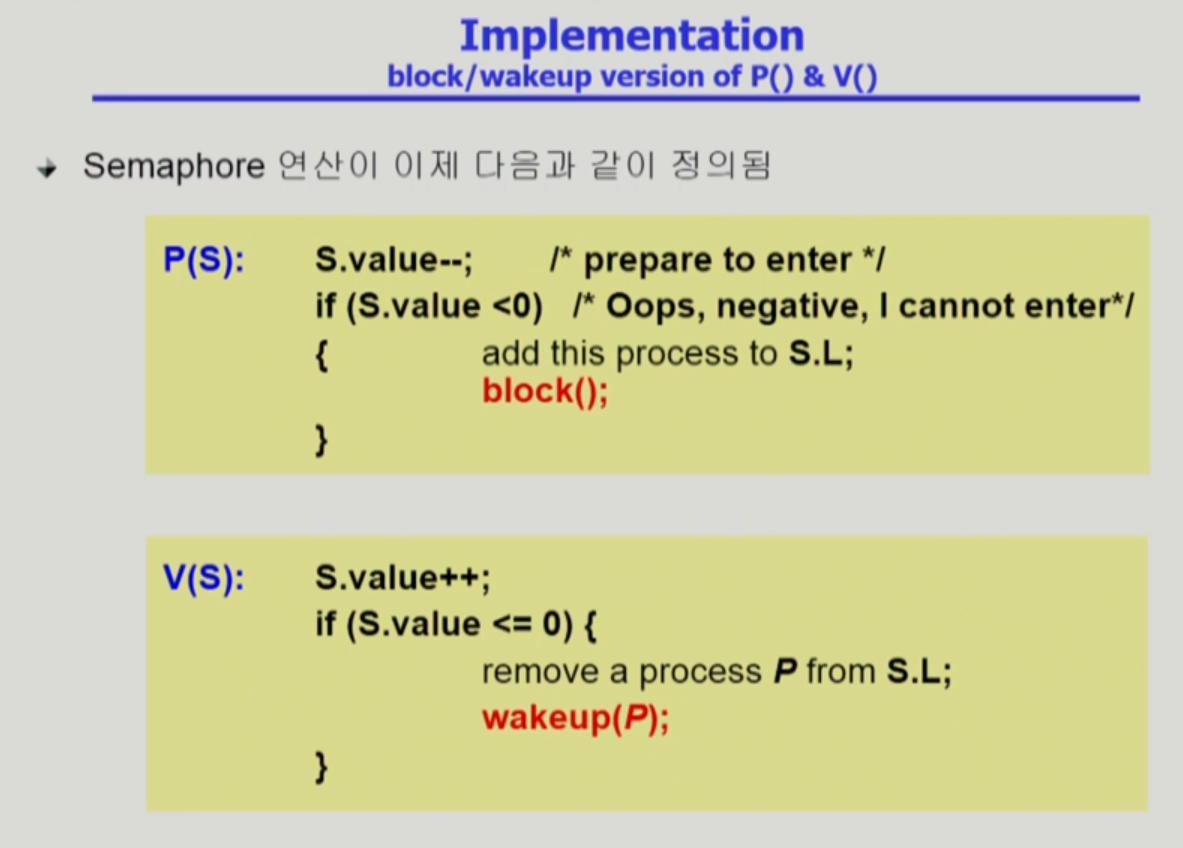 Implementation
block/wakeup version of P() & V()
Semaphore 연산이 이제 다음과 같이 정의됨
P(S): S.value--; /* prepare to enter */
if (S.value <0) /* Oops, negative, I cannot enter*/
{ add this process to S.L;
block();
}
V(S): S.value++;
if (S.value <= 0) {
remove a process P from S.L;
wakeup(P);
}